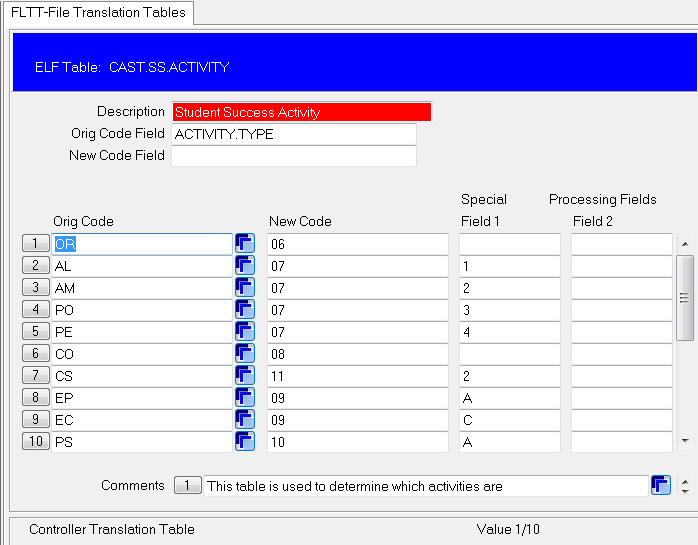 FLTT-File Translation Tables
ELF Table: CAST.SS.ACTIVITY
Description Student Success Activity
Orig Code Field ACTIVITY.TYPE
New Code Field
Special Processing Fields
Orig Code New Code Field 1 Field 2
1 OR 06
2 AL 07 1
3 AM 07 2
4 PO 07 3
5 PE 07 4
6 CO 08
7 CS 11 2
8 EP 09 A
9 EC 09 C
10 PS 10 A
Comments 1 This table is used to determine which activities are
Controller Translation Table Value 1/10